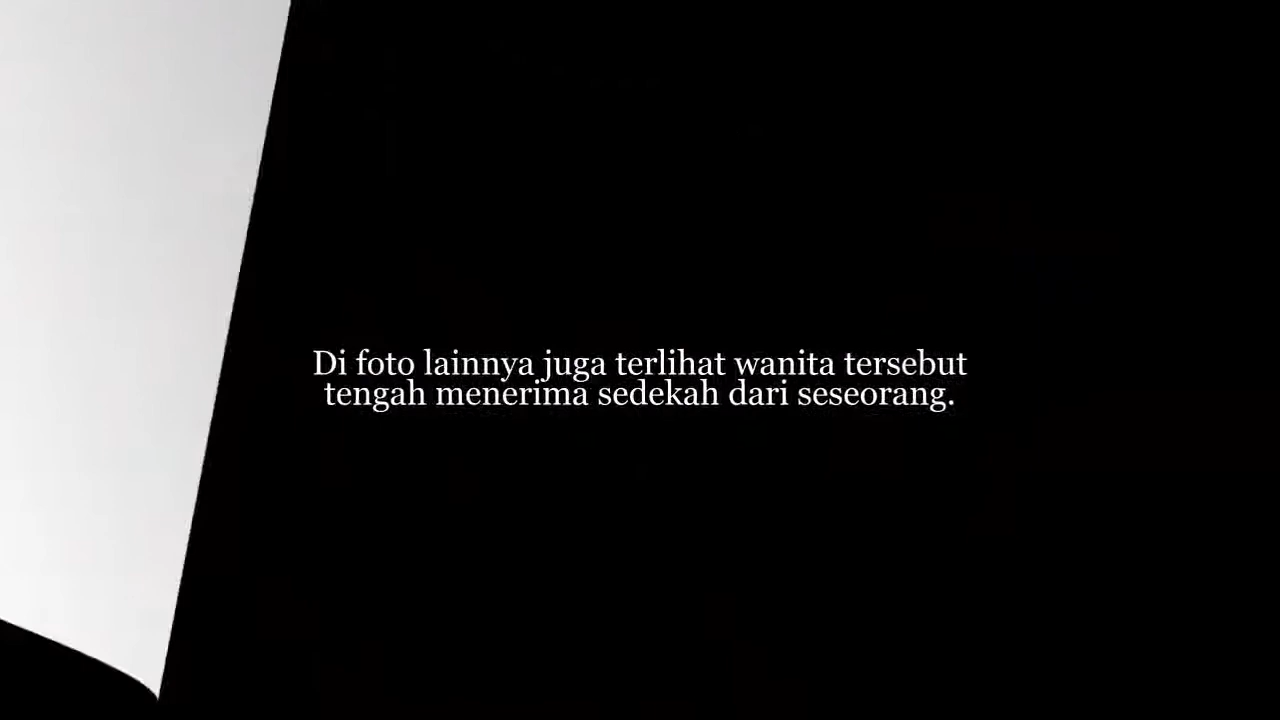 Di foto lainnya juga terlihat wanita tersebut
tengah menerima sedekah dari seseorang.